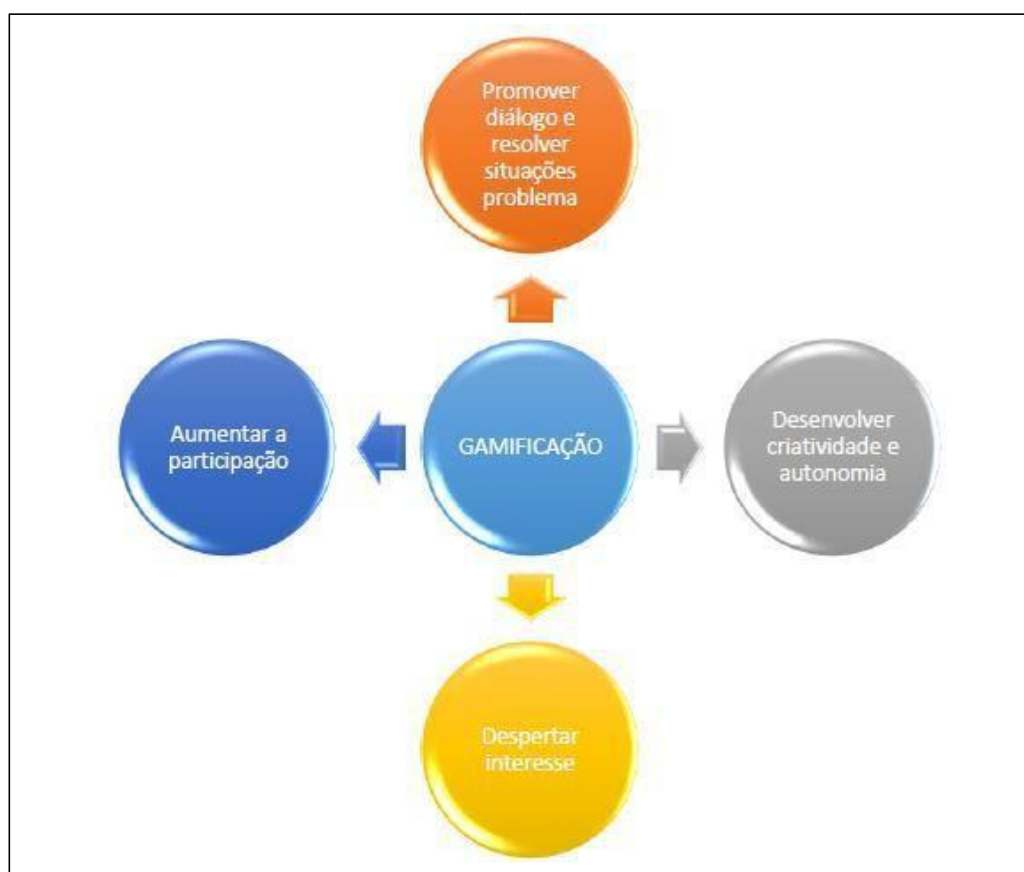 Promover
diálogo e
resolver
situações
problema
Aumentar a
participação
GAMIFICAÇÃO
Desenvolver
criatividade e
autonomia
Despertar
interesse